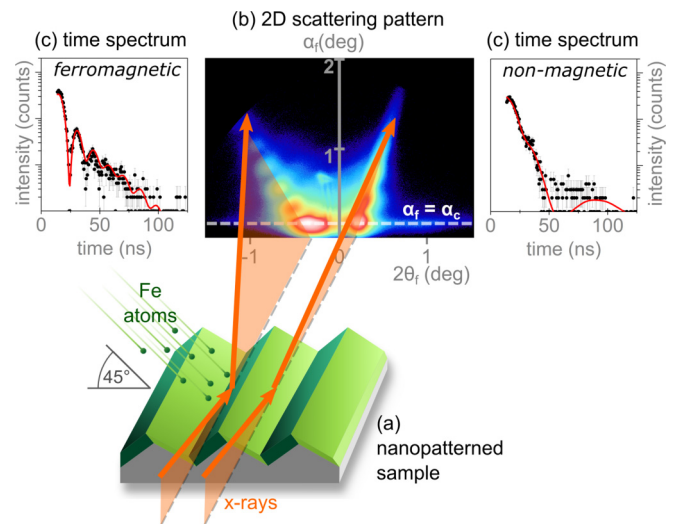 (b) 2D scattering pattern
(c) time spectrum
ferromagnetic
intensity (counts)
0
50
100
time (ns)
αf(deg)
2
1
αf = αc
-1
0
1
2θf (deg)
(c) time spectrum
non-magnetic
intensity (counts)
0
50
100
time (ns)
Fe
atoms
45°
(a)
nanopatterned
sample
x-rays